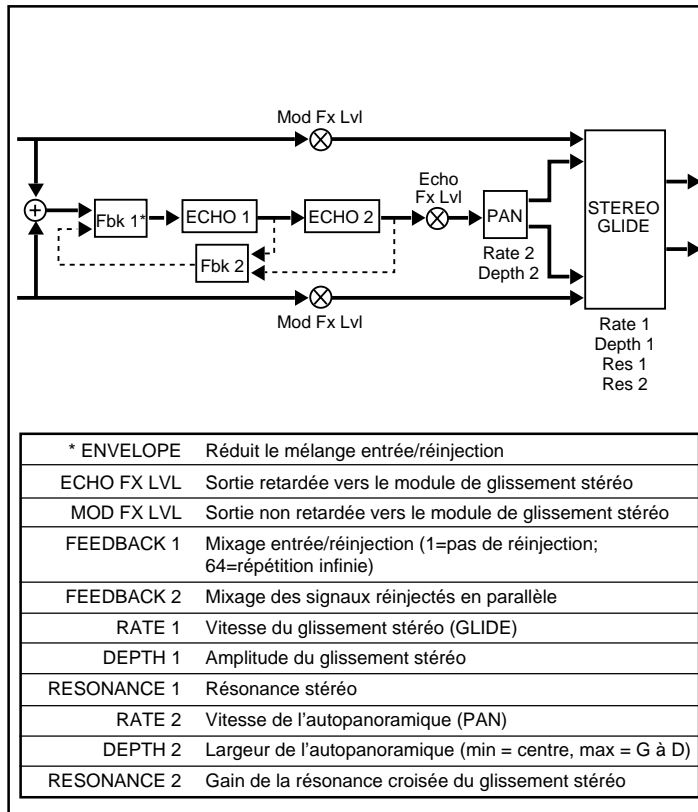 Mod Fx Lvl
Echo
Fx Lvl
+
Fbk 1*
ECHO 1
ECHO 2
PAN
STEREO
GLIDE
Fbk 2
Rate 2
Depth 2
Mod Fx Lvl
Rate 1
Depth 1
Res 1
Res 2
* ENVELOPE Réduit le mélange entrée/réinjection
ECHO FX LVL Sortie retardée vers le module de glissement stéréo
MOD FX LVL Sortie non retardée vers le module de glissement stéréo
FEEDBACK 1 Mixage entrée/réinjection (1=pas de réinjection;
64=répétition infinie)
FEEDBACK 2 Mixage des signaux réinjectés en parallèle
RATE 1 Vitesse du glissement stéréo (GLIDE)
DEPTH 1 Amplitude du glissement stéréo
RESONANCE 1 Résonance stéréo
RATE 2 Vitesse de l'autopanoramique (PAN)
DEPTH 2 Largeur de l'autopanoramique (min = centre, max = G à D)
RESONANCE 2 Gain de la résonance croisée du glissement stéréo